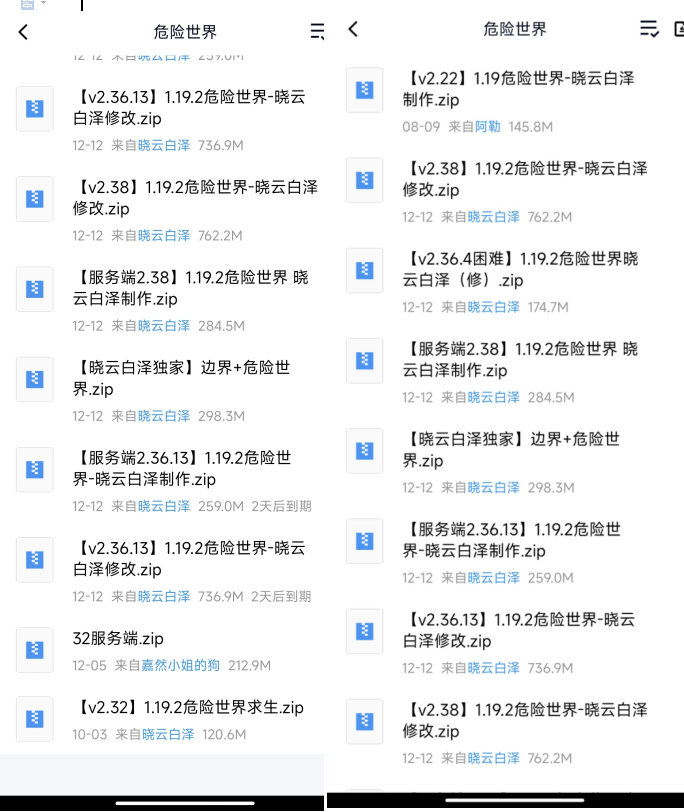 危险世界
12-12 来自晓云白泽 259.0M
【v2.36.13】1.19.2危险世界-晓云
白泽修改.zip
12-12 来自晓云白泽 736.9M
【v2.38】1.19.2危险世界-晓云白泽
修改.zip
12-12 来自晓云白泽 762.2M
【服务端2.38】1.19.2危险世界 晓
云白泽制作.zip
12-12 来自晓云白泽 284.5M
【晓云白泽独家】边界+危险世
界.zip
12-12 来自晓云白泽 298.3M
【服务端2.36.13】1.19.2危险世
界-晓云白泽制作.zip
12-12 来自晓云白泽 259.0M 2天后到期
【v2.36.13】1.19.2危险世界-晓云
白泽修改.zip
12-12 来自晓云白泽 736.9M 2天后到期
32服务端.zip
12-05 来自嘉然小姐的狗 212.9M
【v2.32】1.19.2危险世界求生.zip
10-03 来自晓云白泽 120.6M
危险世界
【v2.22】1.19危险世界-晓云白泽
制作.zip
08-09 来自阿勒 145.8M
【v2.38】1.19.2危险世界-晓云白泽
修改.zip
12-12 来自晓云白泽 762.2M
【v2.36.4困难】1.19.2危险世界晓
云白泽（修）.zip
12-12 来自晓云白泽 174.7M
【服务端2.38】1.19.2危险世界 晓
云白泽制作.zip
12-12 来自晓云白泽 284.5M
【晓云白泽独家】边界+危险世
界.zip
12-12 来自晓云白泽 298.3M
【服务端2.36.13】1.19.2危险世
界-晓云白泽制作.zip
12-12 来自晓云白泽 259.0M
【v2.36.13】1.19.2危险世界-晓云
白泽修改.zip
12-12 来自晓云白泽 736.9M
【v2.38】1.19.2危险世界-晓云白泽
修改.zip
12-12 来自晓云白泽 762.2M